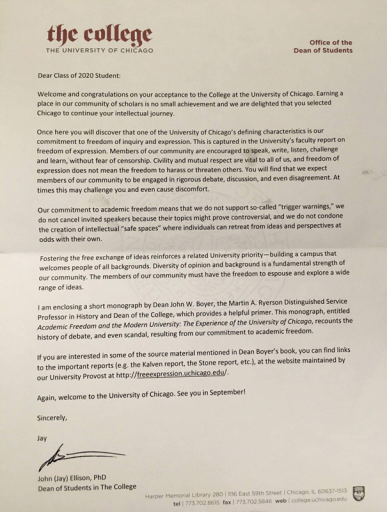 the college
THE UNIVERSITY OF CHICAGO
Office of the
Dean of Students
Dear Class of 2020 Student:
Welcome and congratulations on your acceptance to the College at the University of Chicago. Earning a
place in our community of scholars is no small achievement and we are delighted that you selected
Chicago to continue your intellectual journey.
Once here you will discover that one of the University of Chicago's defining characteristics is our
commitment to freedom of inquiry and expression. This is captured in the University's faculty report on
freedom of expression. Members of our community are encouraged to speak, write, listen, challenge
and learn, without fear of censorship. Civility and mutual respect are vital to all of us, and freedom of
expression does not mean the freedom to harass or threaten others. You will find that we expect
members of our community to be engaged in rigorous debate, discussion, and even disagreement. At
times this may challenge you and even cause discomfort.
Our commitment to academic freedom means that we do not support so-called "trigger warnings," we
do not cancel invited speakers because their topics might prove controversial, and we do not condone
the creation of intellectual "safe spaces" where individuals can retreat from ideas and perspectives at
odds with their own.
Fostering the free exchange of ideas reinforces a related University priority—building a campus that
welcomes people of all backgrounds. Diversity of opinion and background is a fundamental strength of
our community. The members of our community must have the freedom to espouse and explore a wide
range of ideas.
I am enclosing a short monograph by Dean John W. Boyer, the Martin A. Ryerson Distinguished Service
Professor in History and Dean of the College, which provides a helpful primer. This monograph, entitled
Academic Freedom and the Modern University: The Experience of the University of Chicago, recounts the
history of debate, and even scandal, resulting from our commitment to academic freedom.
If you are interested in some of the source material mentioned in Dean Boyer's book, you can find links
to the important reports (e.g. the Kalven report, the Stone report, etc.), at the website maintained by
our University Provost at http://freeexpression.uchicago.edu/.
Again, welcome to the University of Chicago. See you in September!
Sincerely,
Jay
John (Jay) Ellison, PhD
Dean of Students in The College
Harper Memorial Library 280 | 1116 East 59th Street | Chicago, IL 60637-1513
tel | 773.702.8615 fax | 773.702.5846 web | college.uchicago.edu